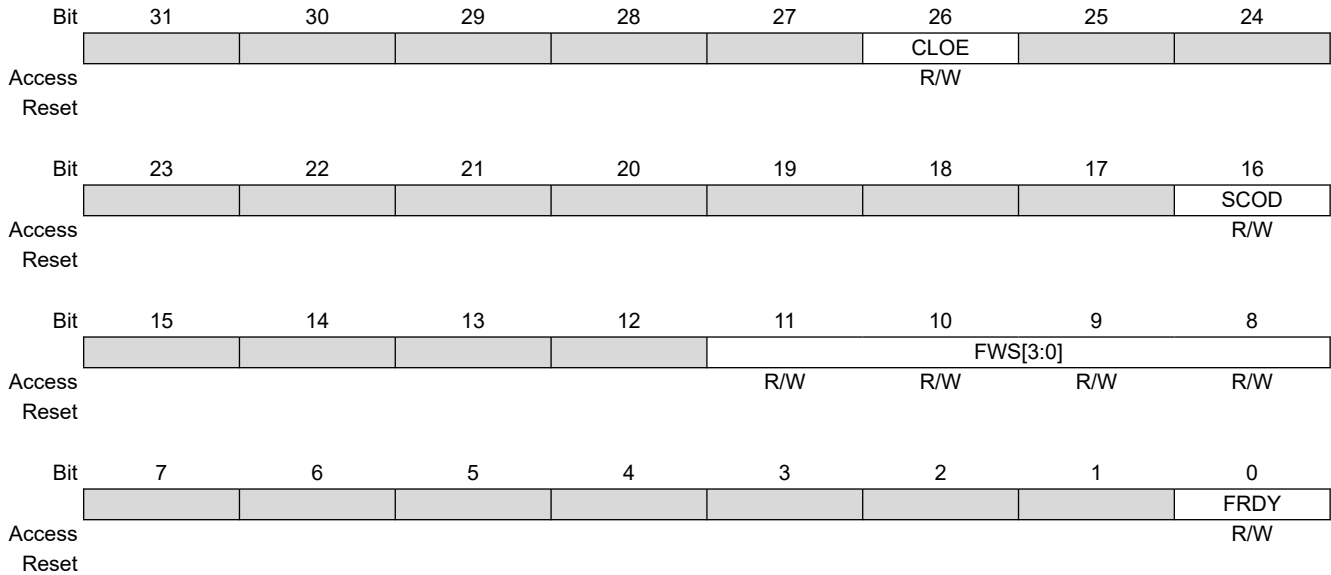 Bit 31 30 29 28 27 26 25 24
CLOE
Access R/W
Reset
Bit 23 22 21 20 19 18 17 16
SCOD
Access R/W
Reset
Bit 15 14 13 12 11 10 9 8
FWS[3:0]
Access R/W R/W R/W R/W
Reset
Bit 7 6 5 4 3 2 1 0
FRDY
Access R/W
Reset